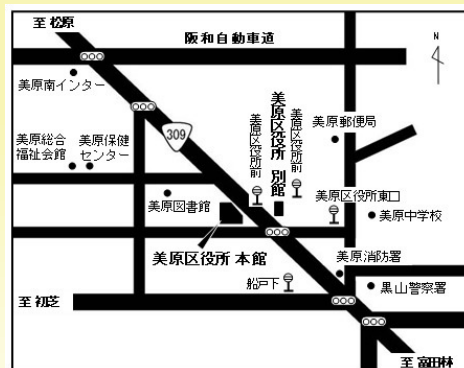 至 松原
阪和自動車道
N
美原南インター
309
美原総合
福祉会館
美原保健
センター
美原区役所前
美原区役所 別館
美原区役所前
美原郵便局
美原図書館
美原区役所東口
美原中学校
美原区役所 本館
船戸下
美原消防署
黒山警察署
至 初芝
至 富田林